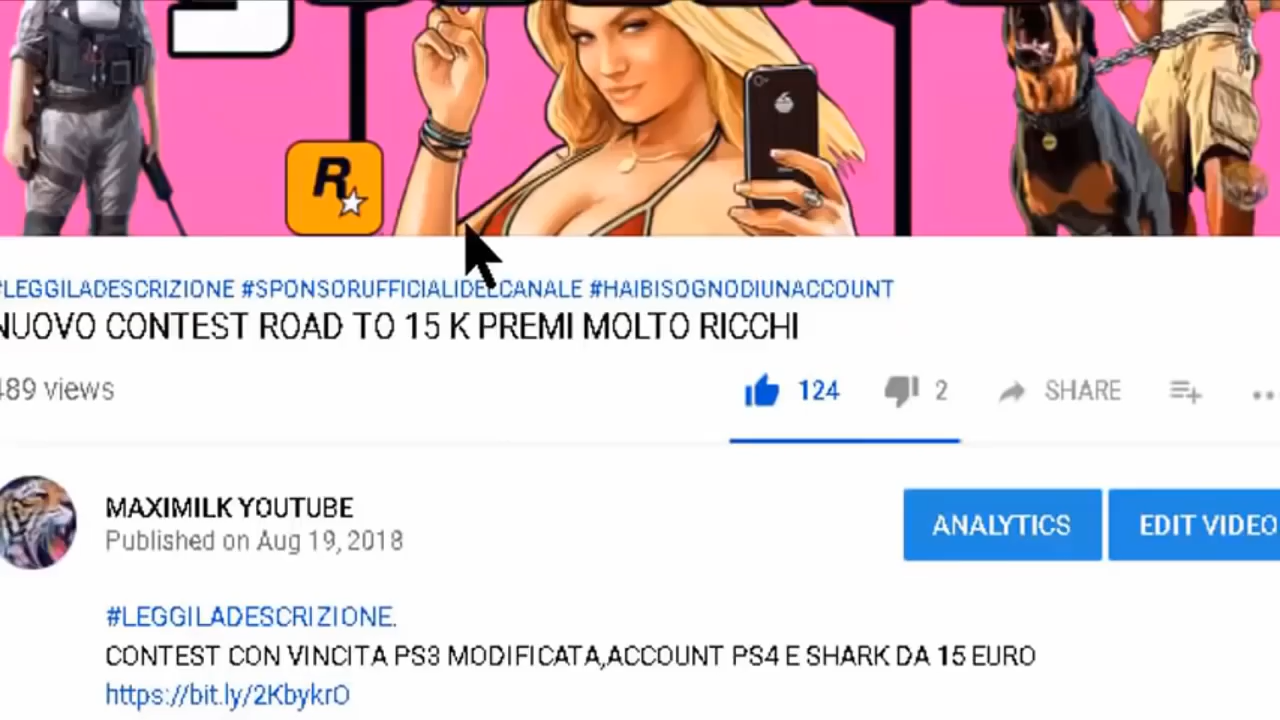 R
#LEGGILADESCRIZIONE #SPONSORUFFICIALIDELCANALE #HAIBISOGNODIUNACCOUNT
NUOVO CONTEST ROAD TO 15 K PREMI MOLTO RICCHI
489 views
124
2
SHARE
MAXIMILK YOUTUBE
Published on Aug 19, 2018
ANALYTICS
EDIT VIDEO
#LEGGILADESCRIZIONE.
CONTEST CON VINCITA PS3 MODIFICATA,ACCOUNT PS4 E SHARK DA 15 EURO
https://bit.ly/2KbykrO